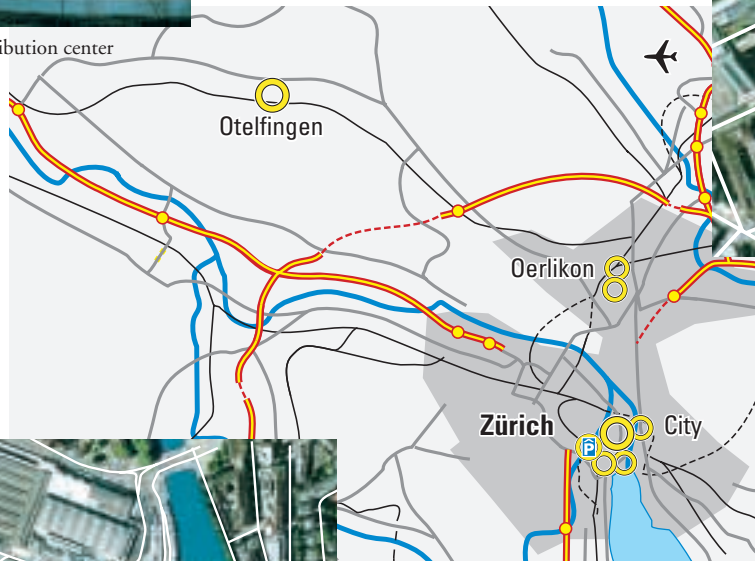 ibution center
Otelfingen
Oerlikon
Zürich
City
P